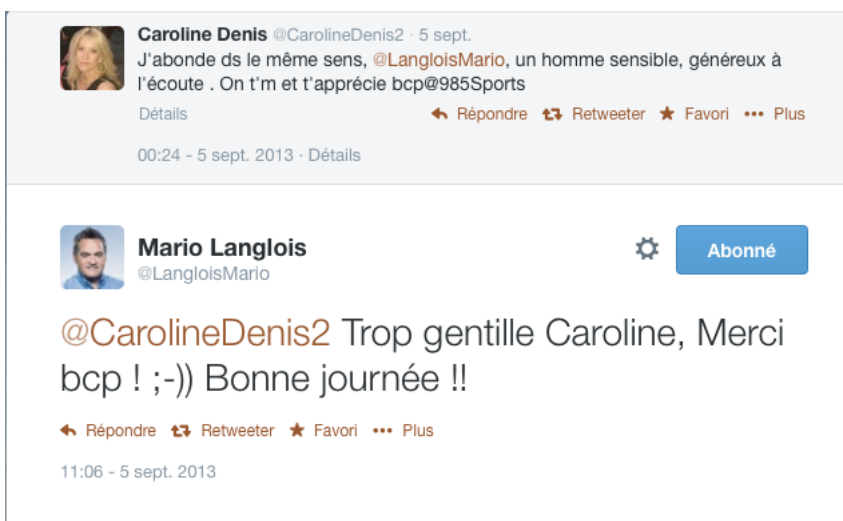 Caroline Denis @CarolineDenis2 · 5 sept.
J'abonde ds le même sens, @LangloisMario, un homme sensible, généreux à
l'écoute . On t'm et t'apprécie bcp@985Sports
Détails Répondre Retweeter Favori Plus
00:24 - 5 sept. 2013 · Détails
Mario Langlois Abonné
@LangloisMario
@CarolineDenis2 Trop gentille Caroline, Merci
bcp ! ;-)) Bonne journée !!
Répondre Retweeter Favori Plus
11:06 - 5 sept. 2013